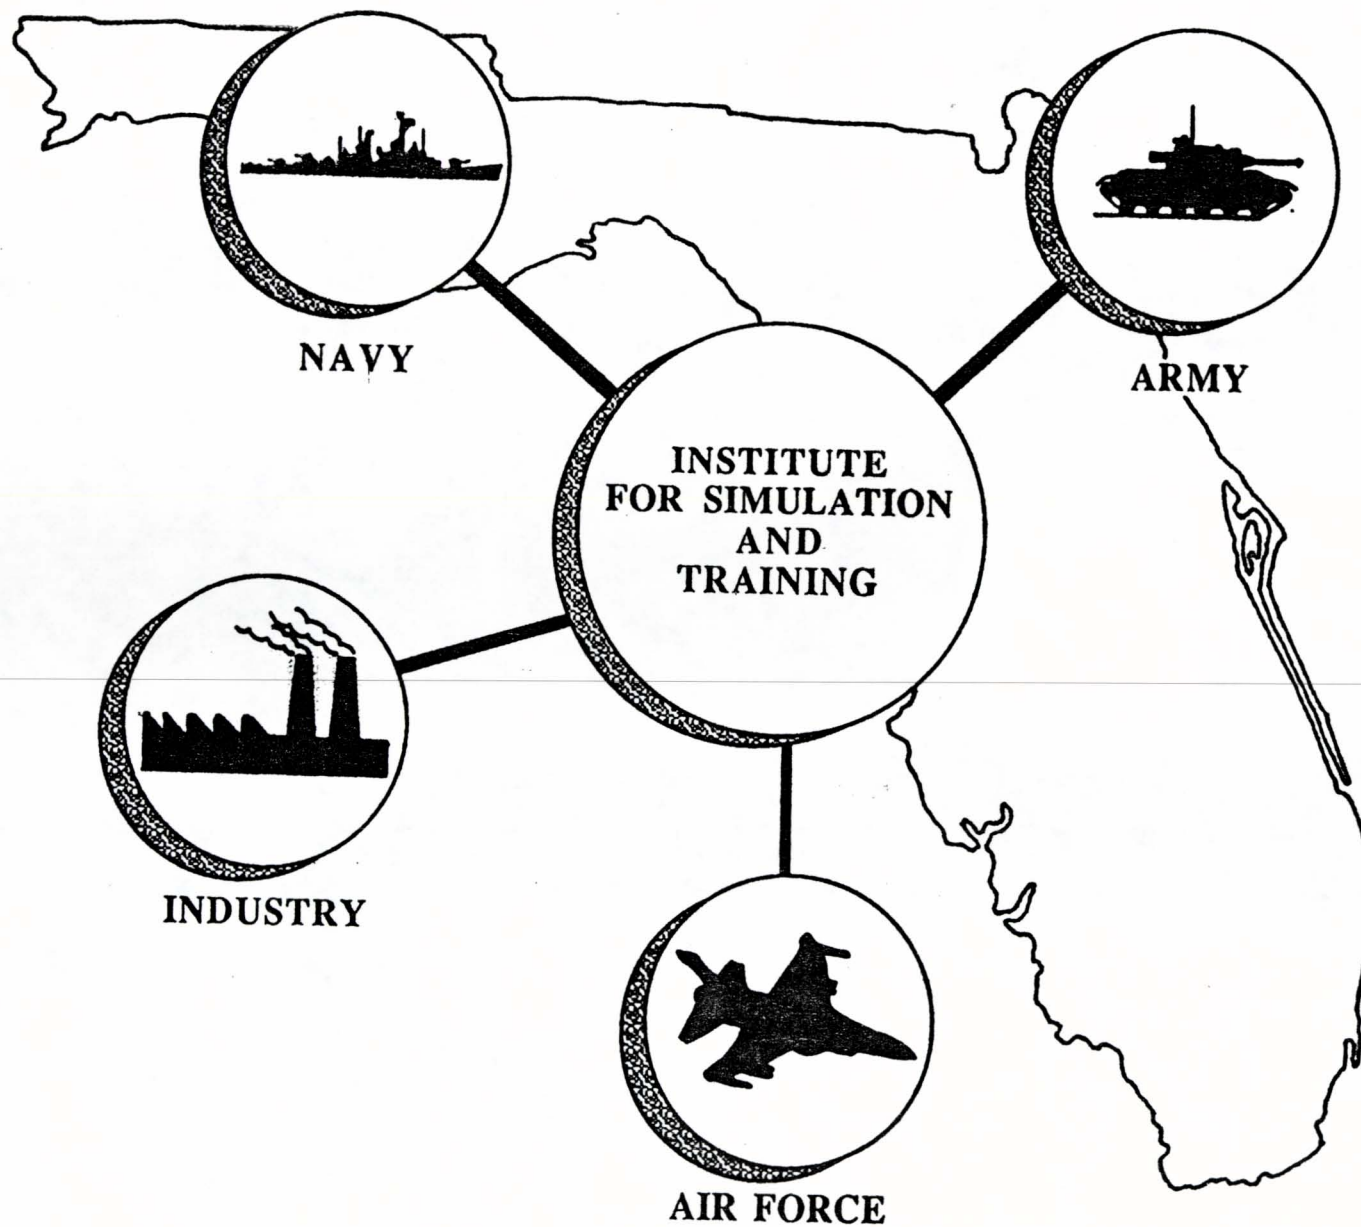 NAVY
ARMY
INSTITUTE
FOR SIMULATION
AND
TRAINING
INDUSTRY
AIR FORCE